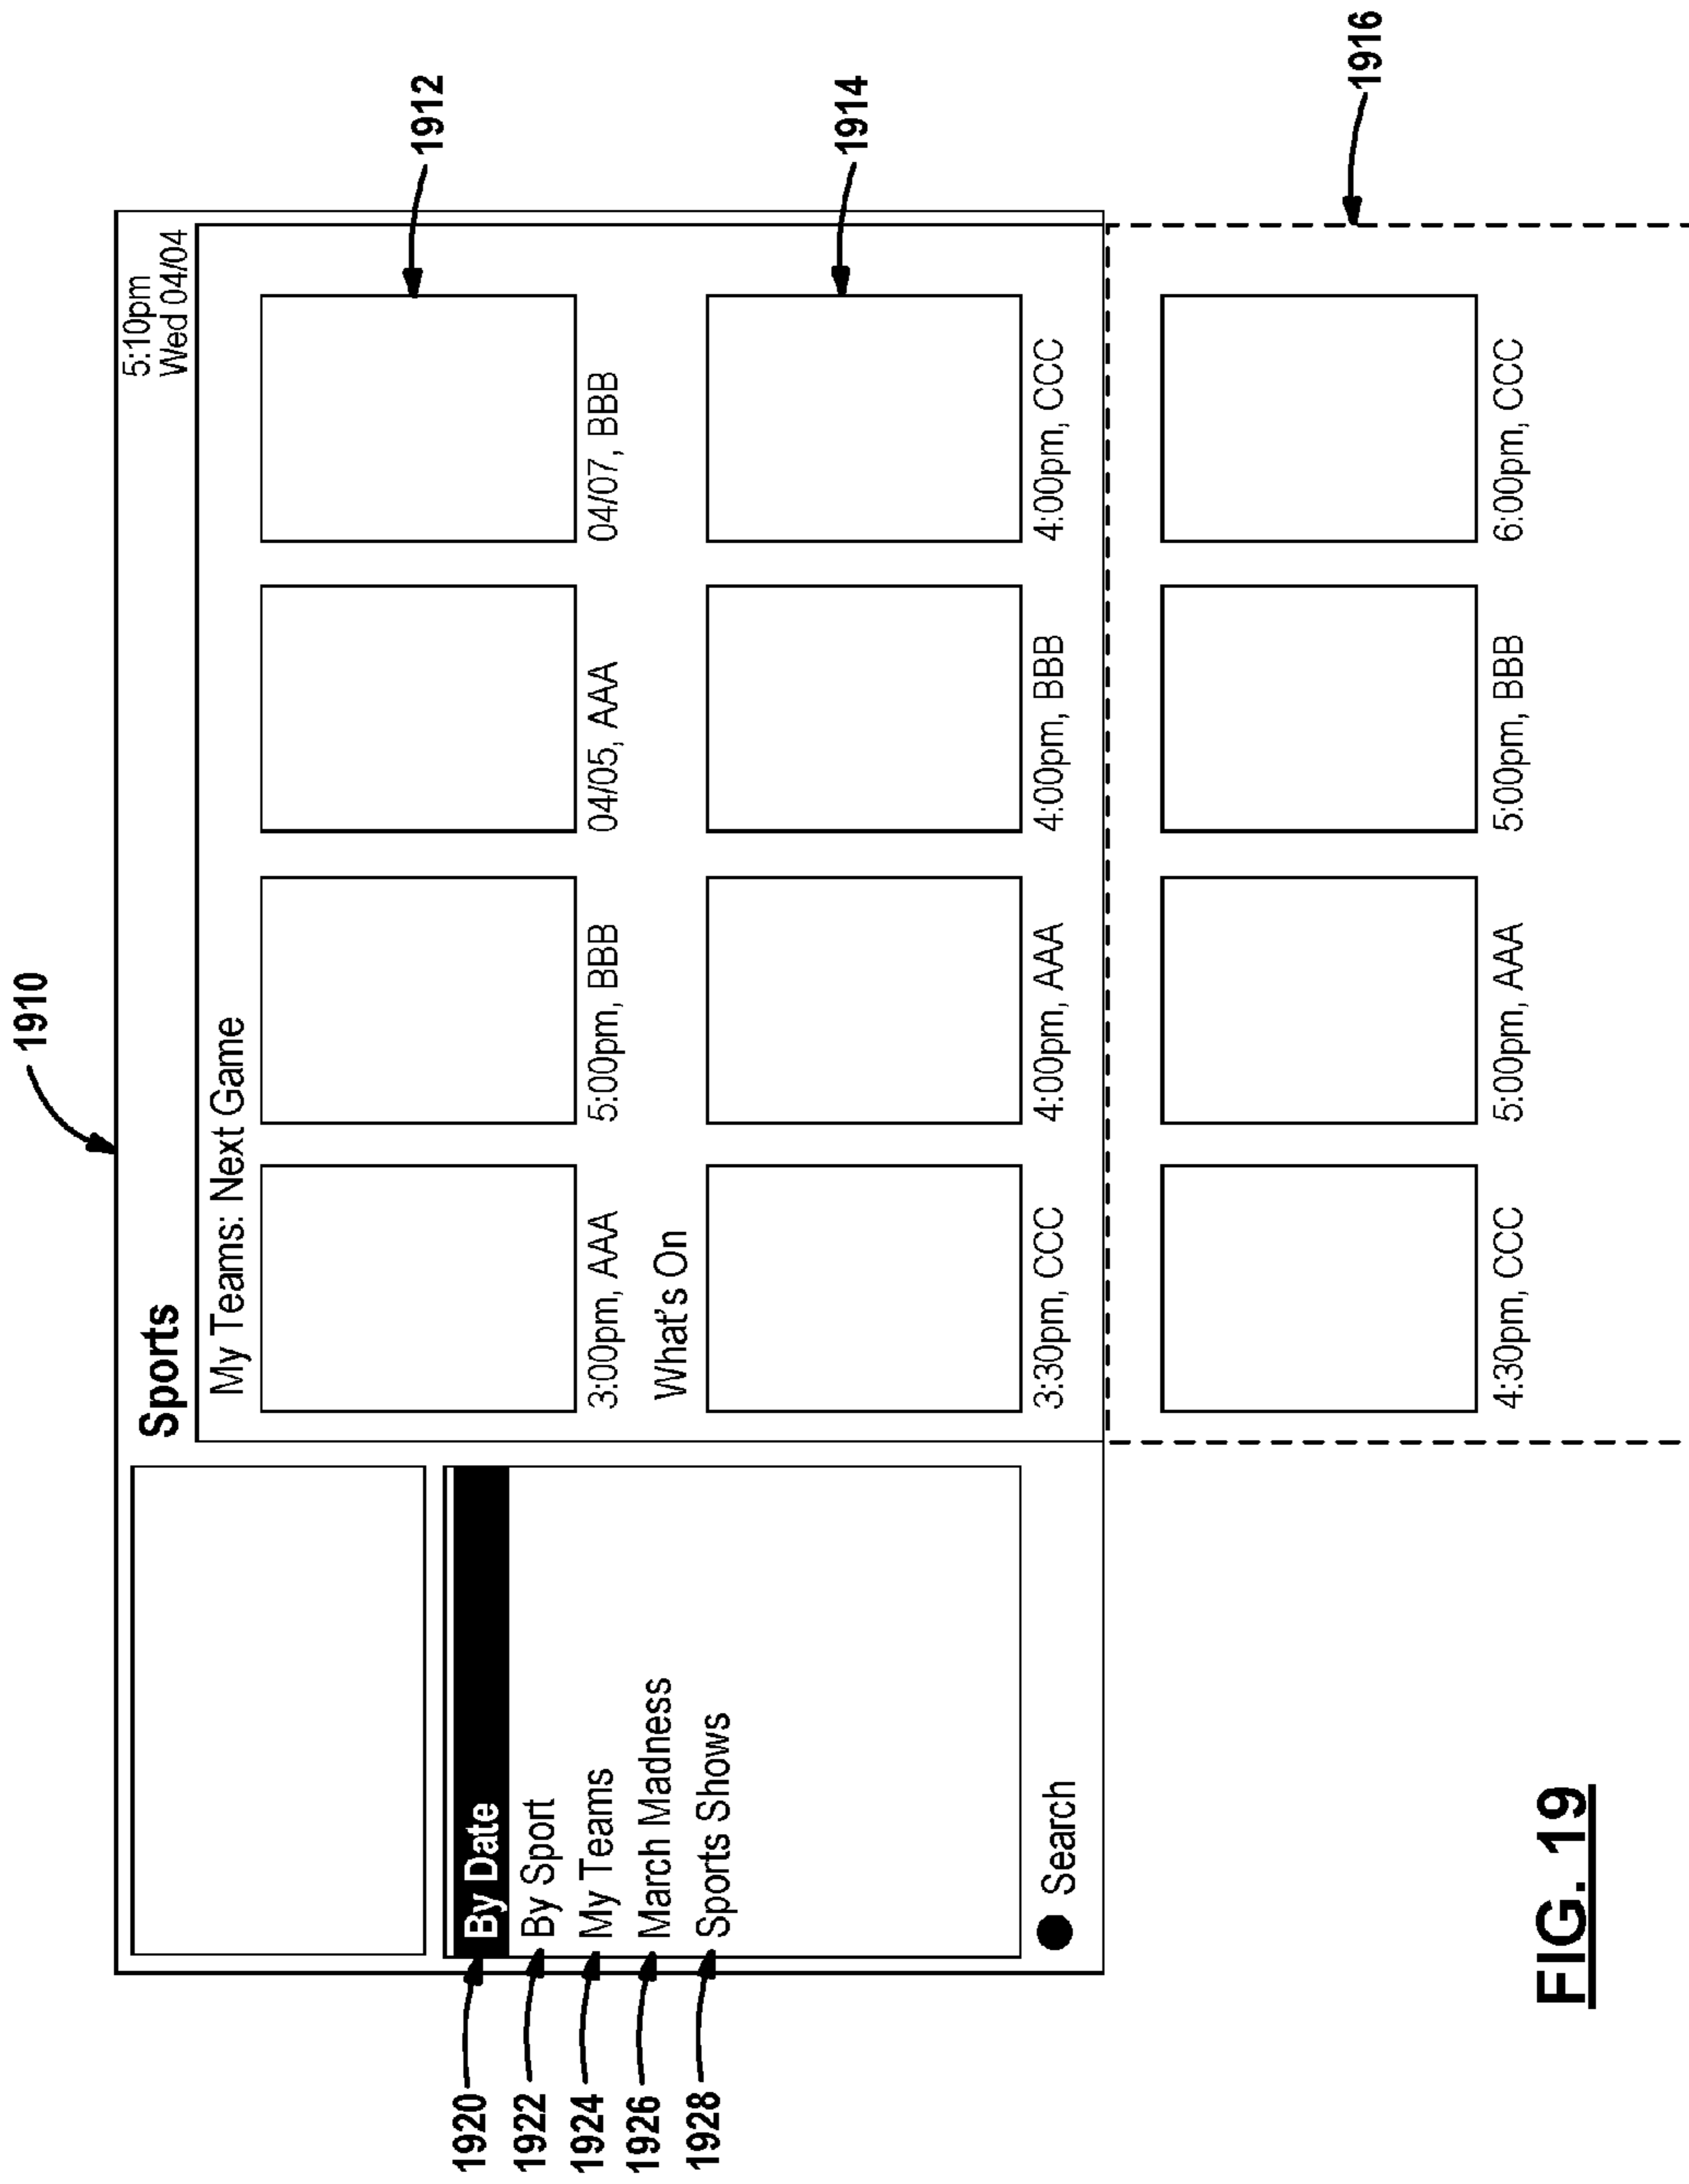 1910
Sports
5:10pm
Wed 04/04
My Teams: Next Game
1912
3:00pm, AAA
5:00pm, BBB
04/05, AAA
04/07, BBB
What's On
1914
3:30pm, CCC
4:00pm, AAA
4:00pm, BBB
4:00pm, CCC
1916
4:30pm, CCC
5:00pm, AAA
5:00pm, BBB
6:00pm, CCC
1920
By Date
1922
By Sport
1924
My Teams
1926
March Madness
1928
Sports Shows
Search
FIG. 19